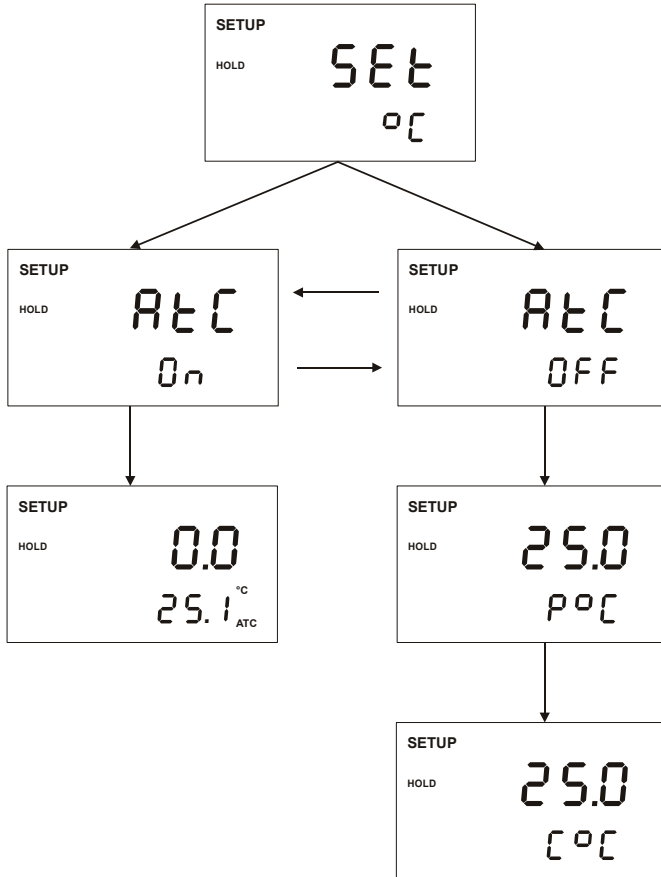 SETUP
HOLD SEt
°C
SETUP
HOLD AtC
On
SETUP
HOLD AtC
OFF
SETUP
HOLD 0.0
25.1 °C
ATC
SETUP
HOLD 25.0
P°C
SETUP
HOLD 25.0
C°C